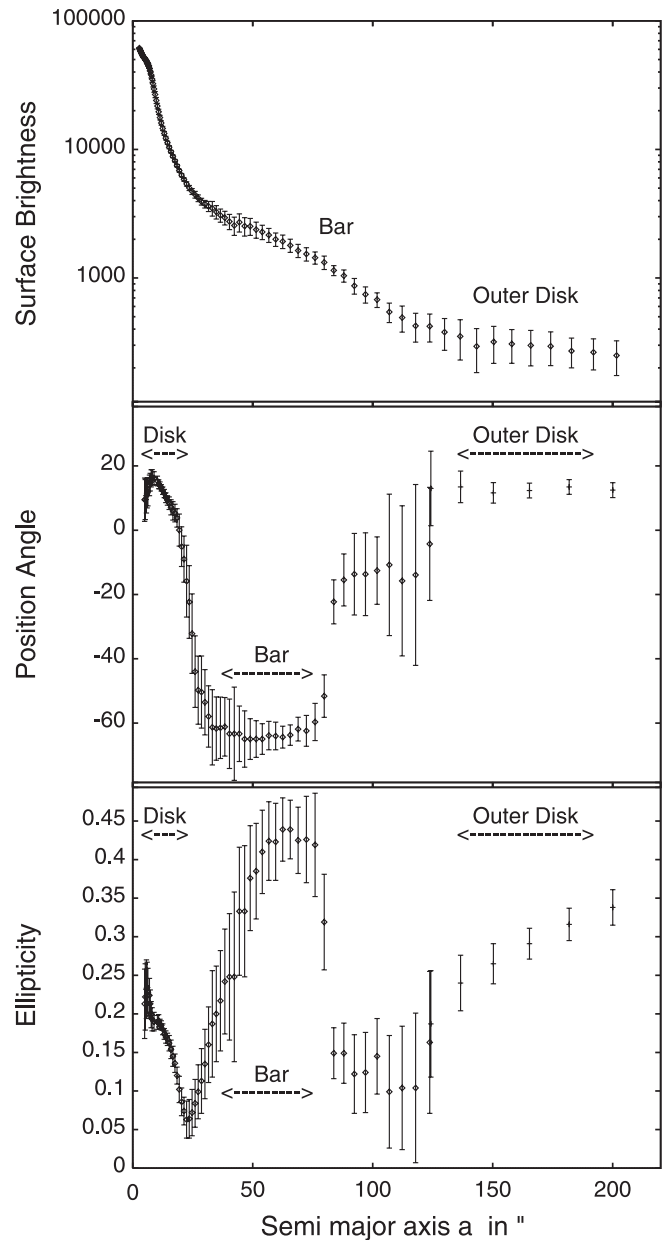 100000
10000
1000
Surface Brightness
Bar
Outer Disk
20
0
-20
-40
-60
Position Angle
Disk
<--->
Outer Disk
<------------>
Bar
<--------->
0.45
0.4
0.35
0.3
0.25
0.2
0.15
0.1
0.05
0
Ellipticity
Disk
<--->
Outer Disk
<------------>
Bar
<--------->
0 50 100 150 200
Semi major axis a in "